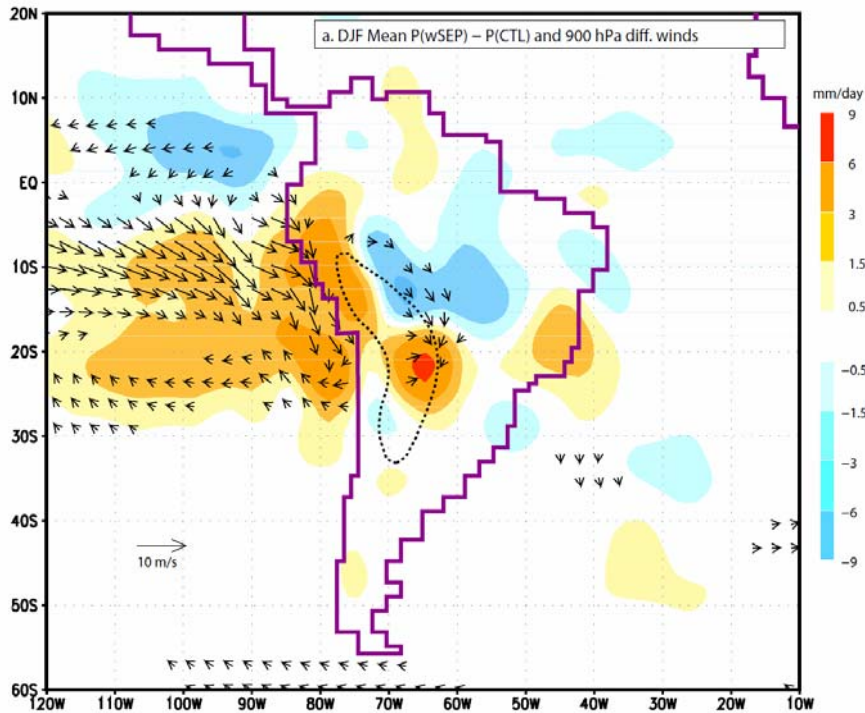 a. DJF Mean P(wSEP) – P(CTL) and 900 hPa diff. winds
20N
10N
EQ
10S
20S
30S
40S
50S
60S
10 m/s
120W 110W 100W 90W 80W 70W 60W 50W 40W 30W 20W 10W
mm/day
9
6
3
1.5
0.5
−0.5
−1.5
−3
−6
−9